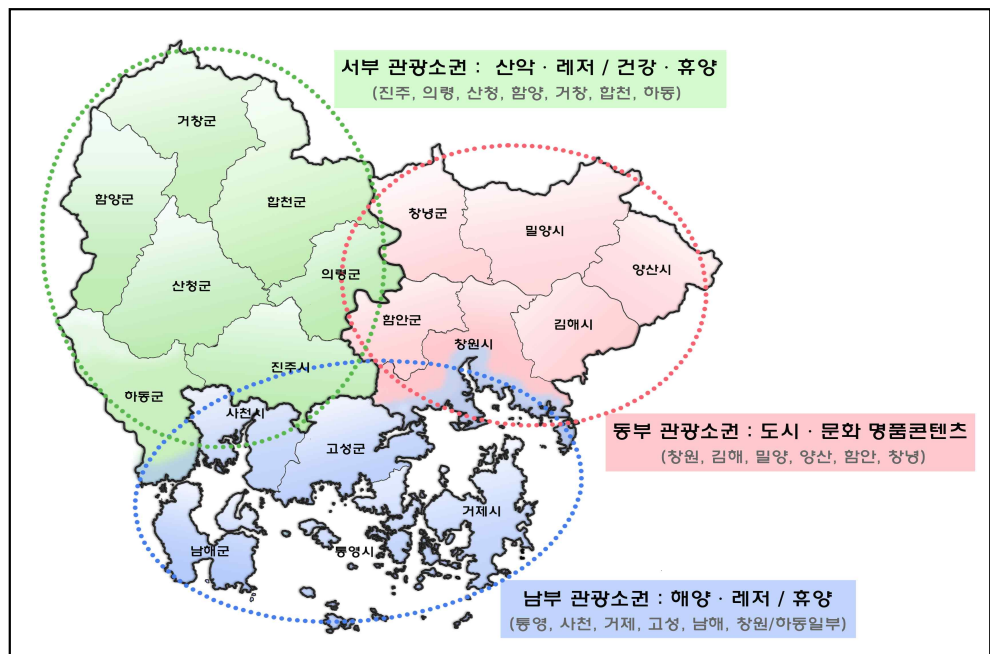 서부 관광소권 : 산악 · 레저 / 건강 · 휴양
(진주, 의령, 산청, 함양, 거창, 합천, 하동)
거창군
함양군
합천군
창녕군
밀양시
의령군
양산시
산청군
함안군
김해시
창원시
진주시
하동군
사천시
고성군
동부 관광소권 : 도시 · 문화 명품콘텐츠
(창원, 김해, 밀양, 양산, 함안, 창녕)
거제시
남해군
통영시
남부 관광소권 : 해양 · 레저 / 휴양
(통영, 사천, 거제, 고성, 남해, 창원/하동일부)